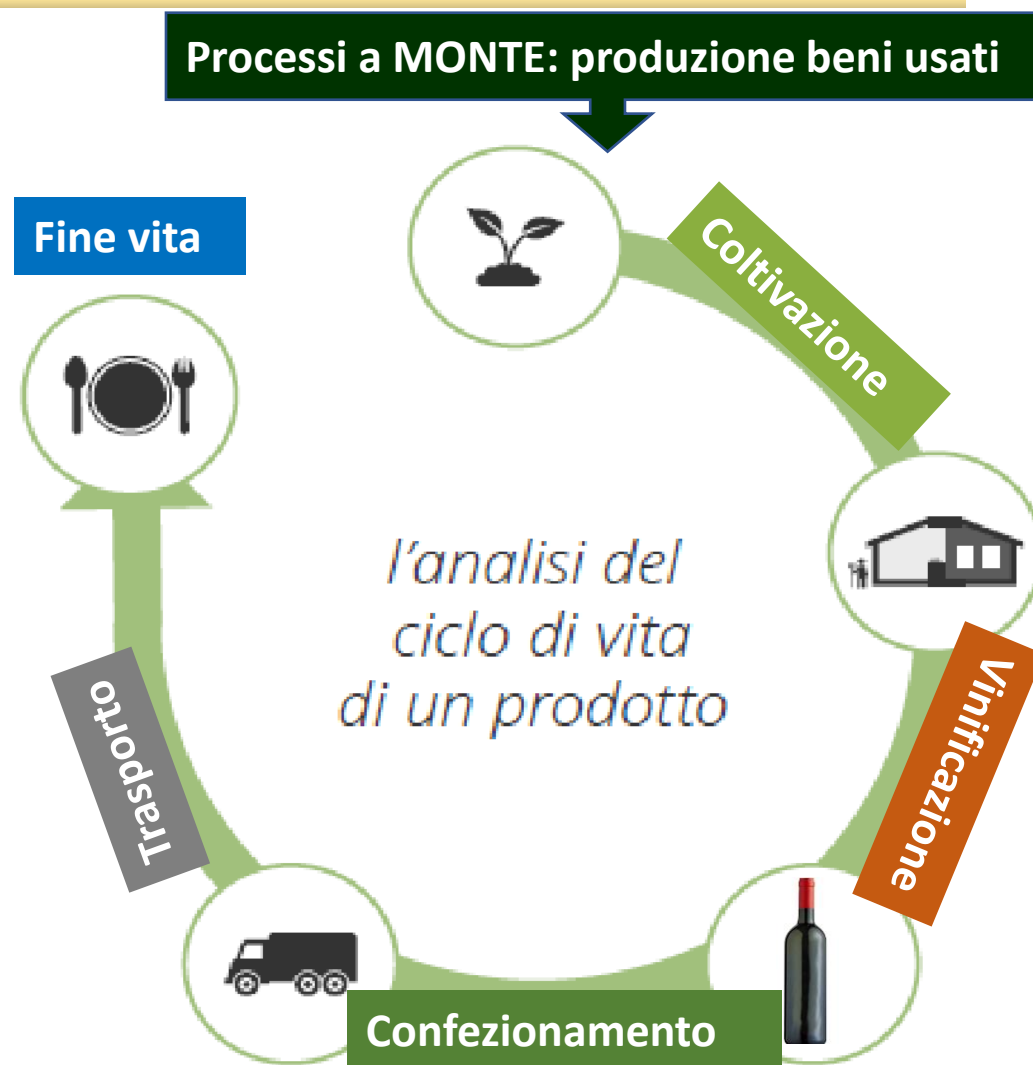 Processi a MONTE: produzione beni usati
Fine vita
Coltivazione
l'analisi del
ciclo di vita
di un prodotto
Vinificazione
Trasporto
Confezionamento